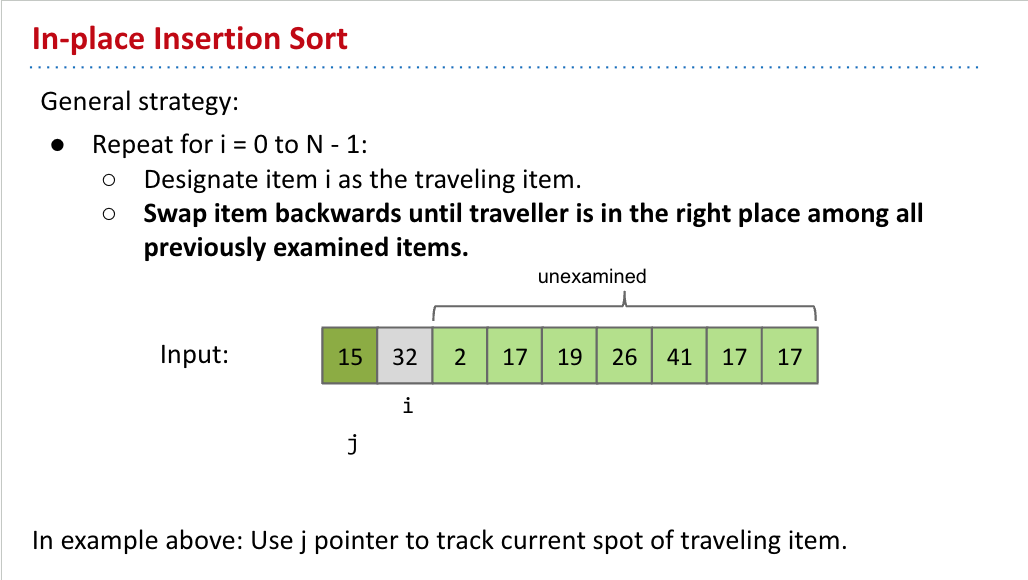 In-place Insertion Sort
General strategy:
● Repeat for i = 0 to N - 1:
○ Designate item i as the traveling item.
○ Swap item backwards until traveller is in the right place among all
previously examined items.
unexamined
Input:
15 32 2 17 19 26 41 17 17
i
j
In example above: Use j pointer to track current spot of traveling item.